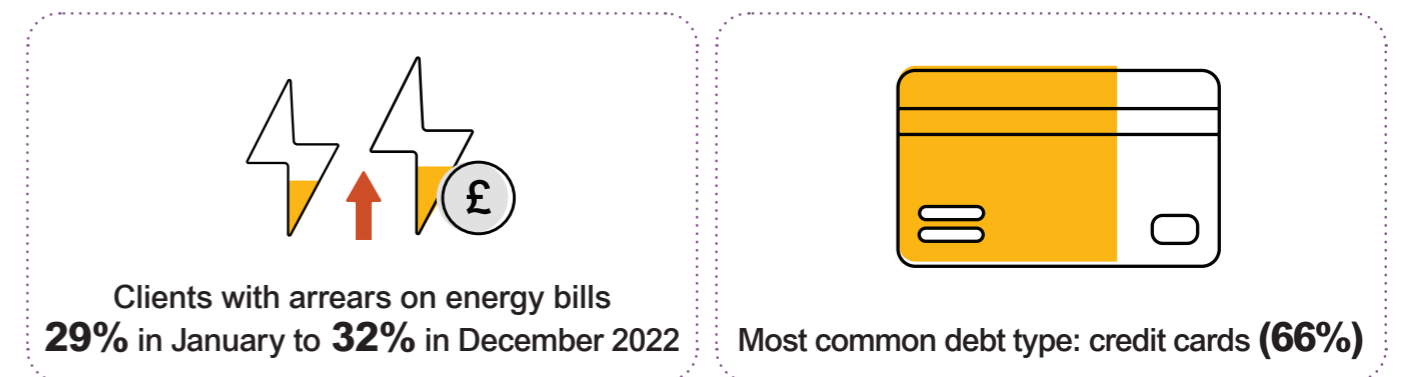 £
Clients with arrears on energy bills
29% in January to 32% in December 2022
Most common debt type: credit cards (66%)